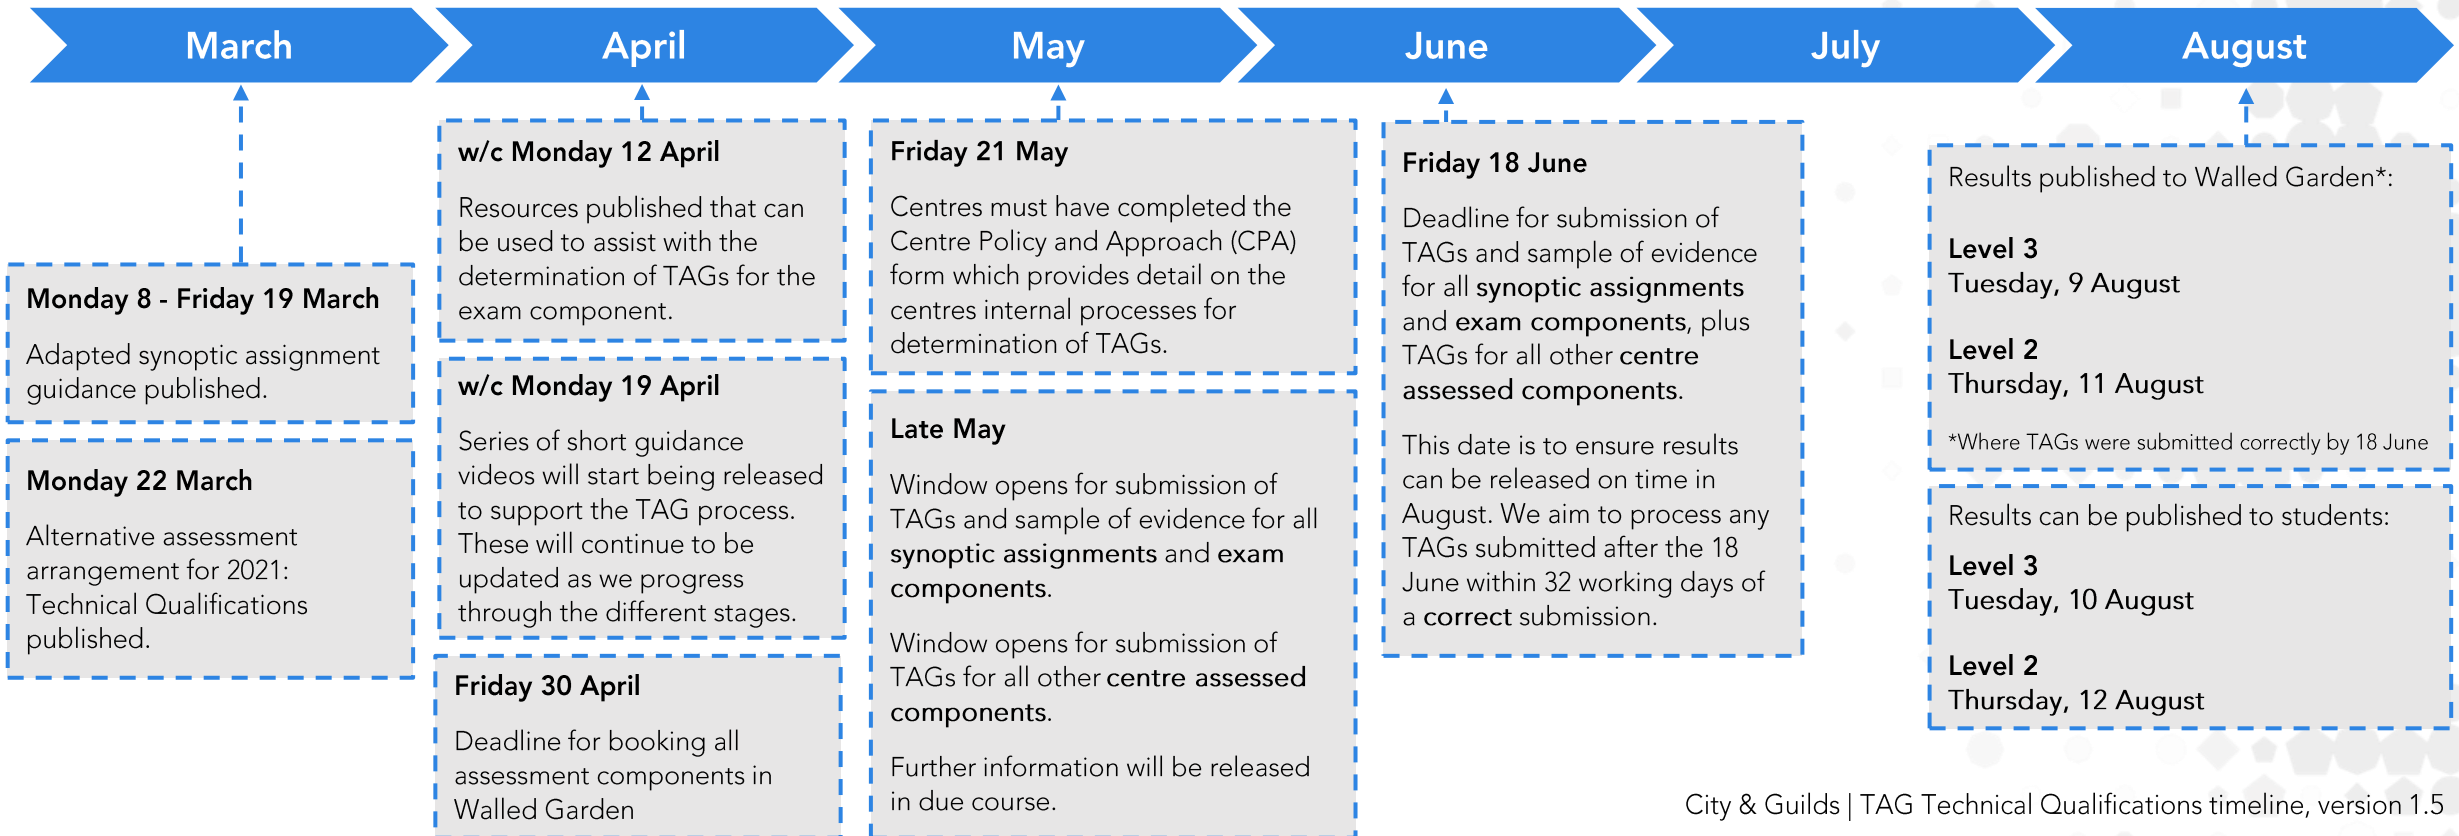 March
April
May
June
July
August
Monday 8 - Friday 19 March
Adapted synoptic assignment
guidance published.
Monday 22 March
Alternative assessment
arrangement for 2021:
Technical Qualifications
published.
w/c Monday 12 April
Resources published that can
be used to assist with the
determination of TAGs for the
exam component.
w/c Monday 19 April
Series of short guidance
videos will start being released
to support the TAG process.
These will continue to be
updated as we progress
through the different stages.
Friday 30 April
Deadline for booking all
assessment components in
Walled Garden
Friday 21 May
Centres must have completed the
Centre Policy and Approach (CPA)
form which provides detail on the
centres internal processes for
determination of TAGs.
Late May
Window opens for submission of
TAGs and sample of evidence for all
synoptic assignments and exam
components.
Window opens for submission of
TAGs for all other centre assessed
components.
Further information will be released
in due course.
Friday 18 June
Deadline for submission of
TAGs and sample of evidence
for all synoptic assignments
and exam components, plus
TAGs for all other centre
assessed components.
This date is to ensure results
can be released on time in
August. We aim to process any
TAGs submitted after the 18
June within 32 working days of
a correct submission.
Results published to Walled Garden*:
Level 3
Tuesday, 9 August
Level 2
Thursday, 11 August
*Where TAGs were submitted correctly by 18 June
Results can be published to students:
Level 3
Tuesday, 10 August
Level 2
Thursday, 12 August
City & Guilds | TAG Technical Qualifications timeline, version 1.5